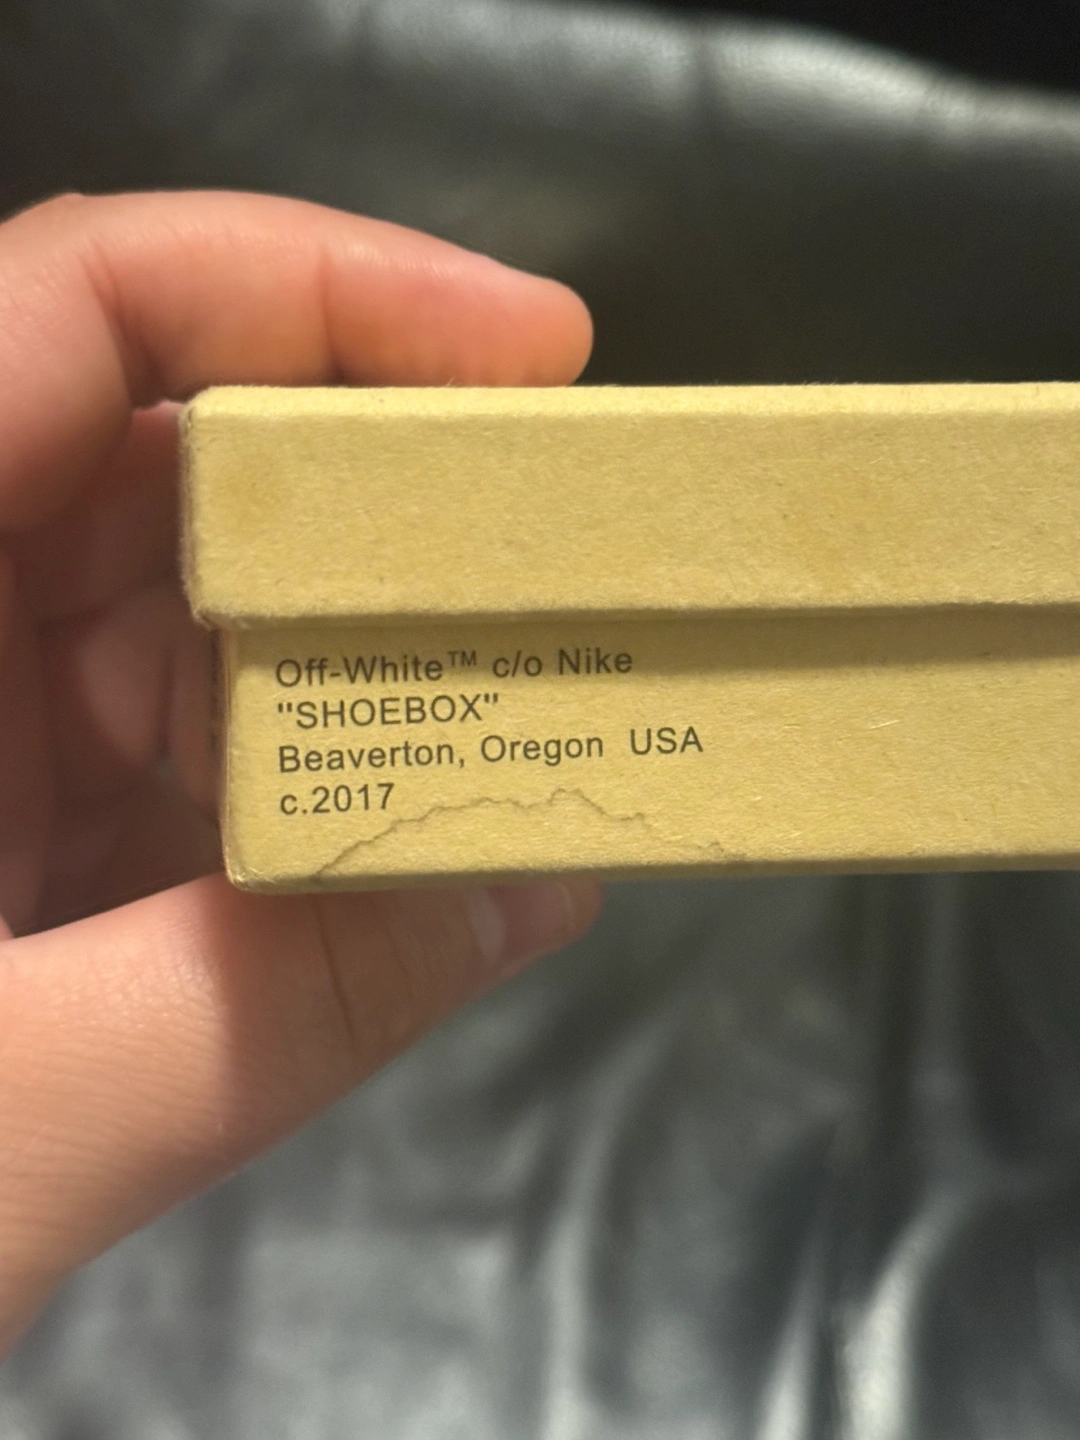 Off-White™ c/o Nike
"SHOEBOX"
Beaverton, Oregon  USA
c.2017